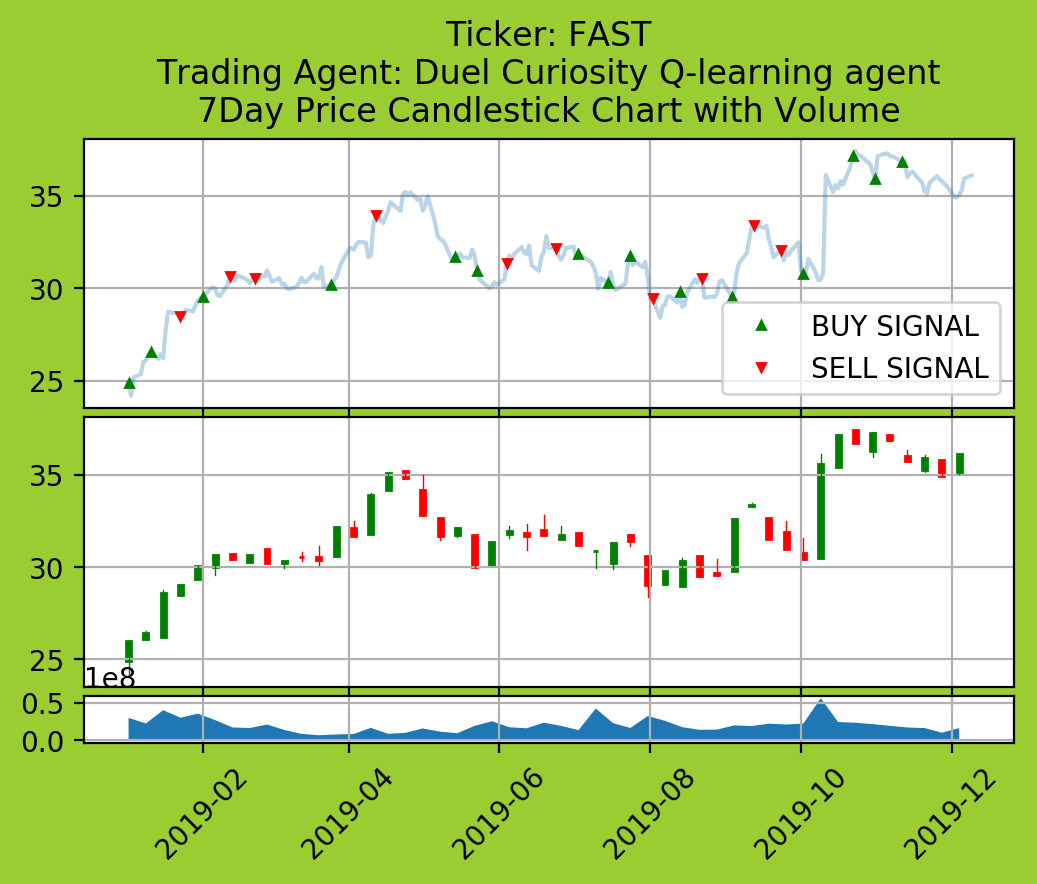 Ticker: FAST
Trading Agent: Duel Curiosity Q-learning agent
7Day Price Candlestick Chart with Volume
35
30
25
BUY SIGNAL
SELL SIGNAL
35
30
25
1e8
0.5
0.0
2019-02
2019-04
2019-06
2019-08
2019-10
2019-12